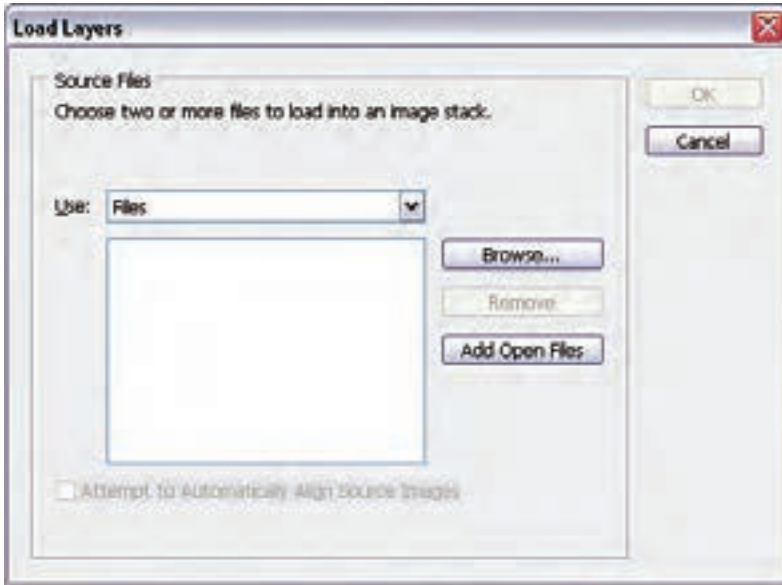 Load Layers
Source Files
Choose two or more files to load into an image stack.
OK
Cancel
Use: Files
Browse...
Remove
Add Open Files
Attempt to Automatically Align Source Images